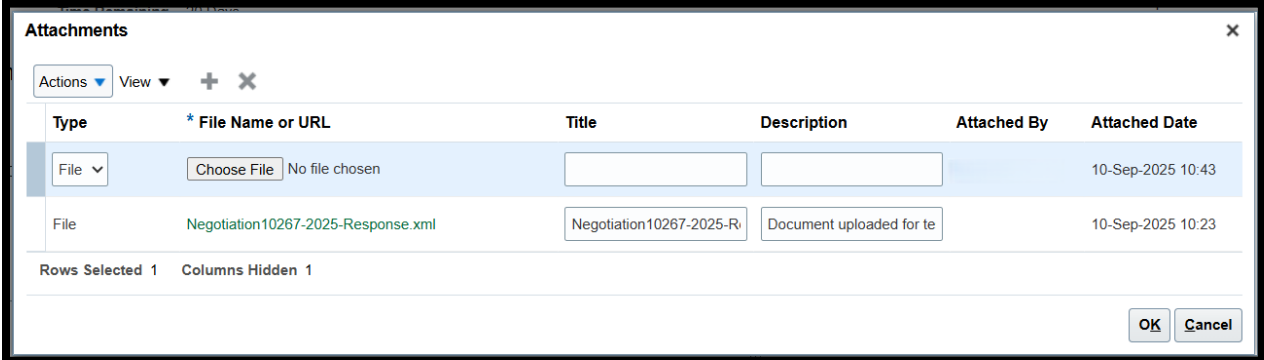 Attachments
Actions View
Type * File Name or URL Title Description Attached By Attached Date
File Choose File No file chosen 10-Sep-2025 10:43
File Negotiation10267-2025-Response.xml Negotiation10267-2025-R Document uploaded for te 10-Sep-2025 10:23
Rows Selected 1 Columns Hidden 1
OK Cancel